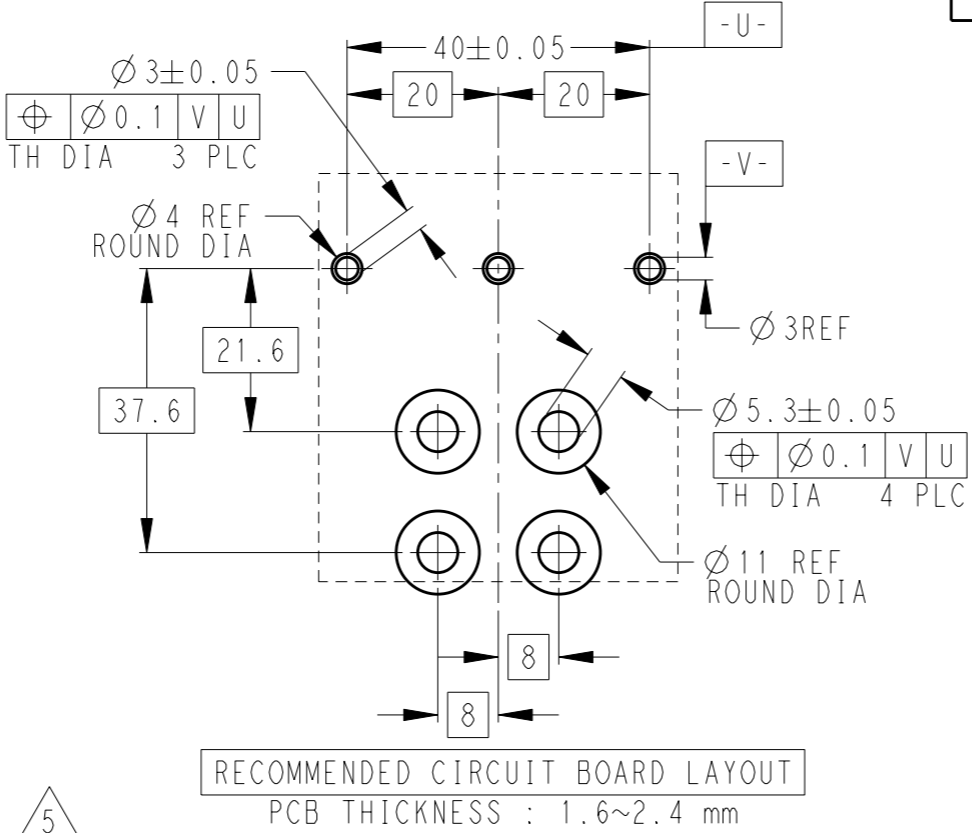 -U-
40±0.05
Ø3±0.05
20
20
⌖ Ø0.1 V U
TH DIA 3 PLC
-V-
Ø4 REF
ROUND DIA
Ø3REF
21.6
37.6
Ø5.3±0.05
⌖ Ø0.1 V U
TH DIA 4 PLC
Ø11 REF
ROUND DIA
8
8
RECOMMENDED CIRCUIT BOARD LAYOUT
PCB THICKNESS : 1.6~2.4 mm
5